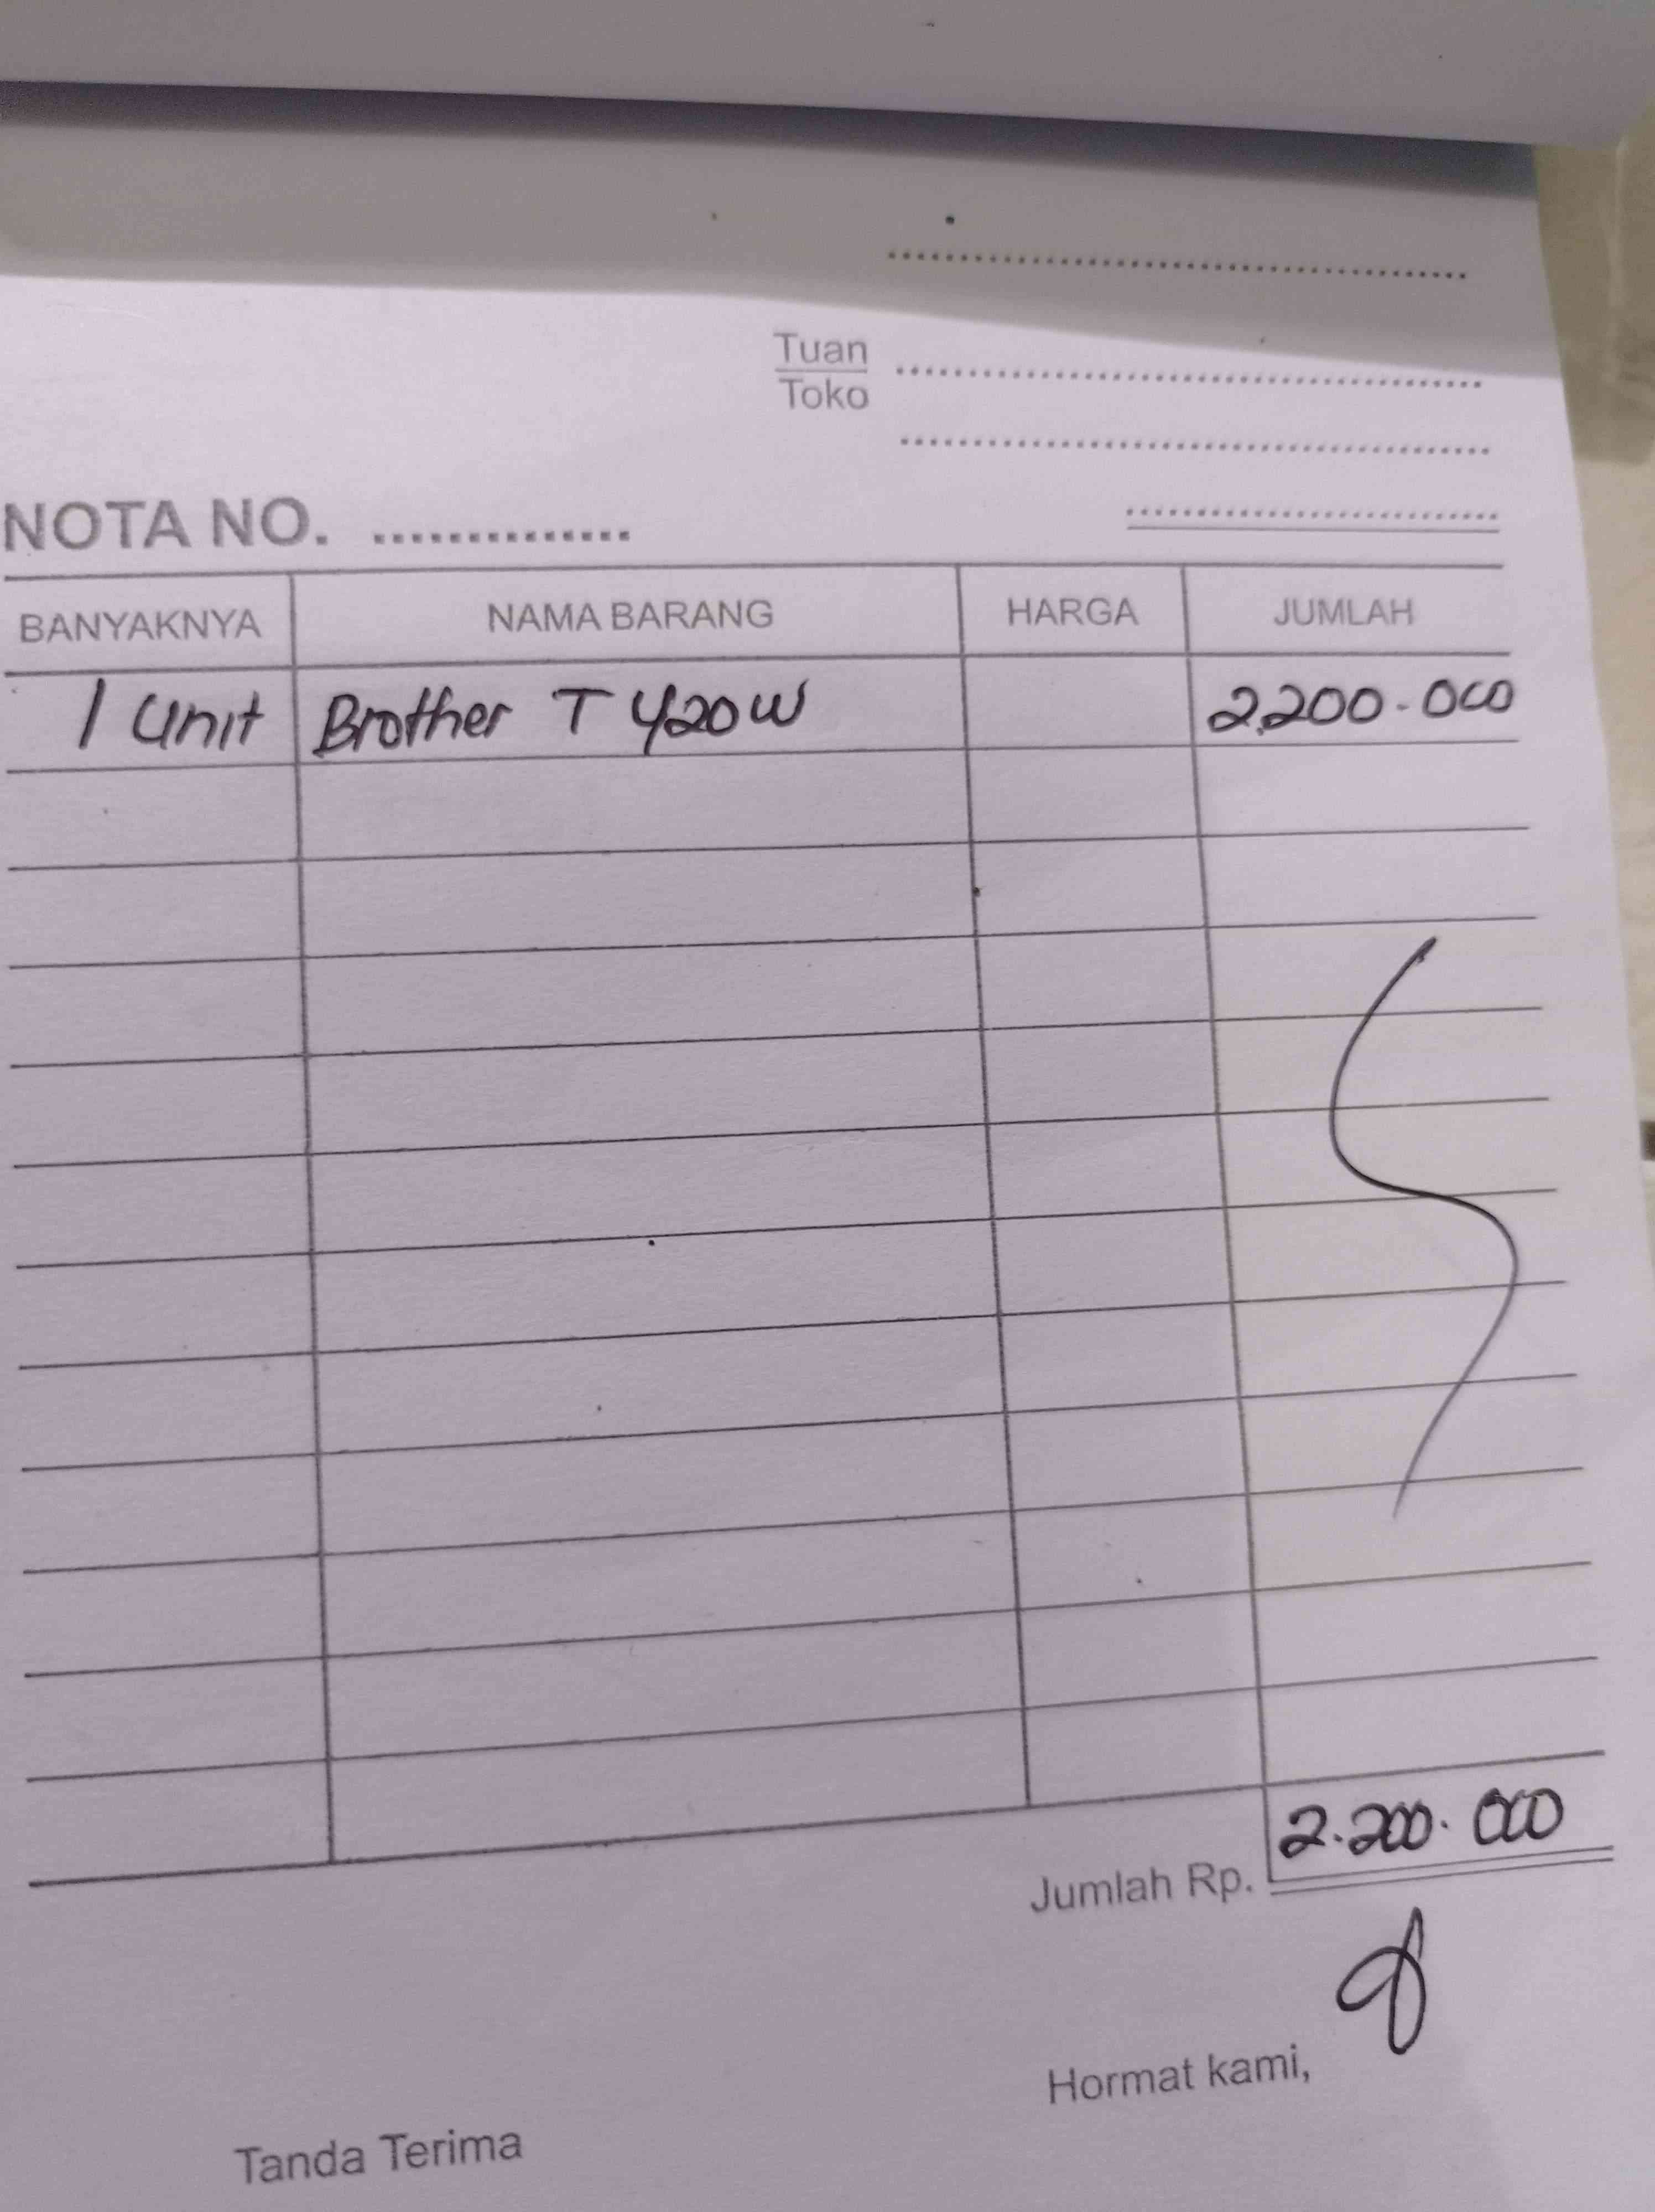 Tuan
Toko
NOTA NO. ..............
BANYAKNYA NAMA BARANG HARGA JUMLAH
1 Unit Brother T 420W 2.200.000
Jumlah Rp. 2.200.000
Hormat kami,
Tanda Terima